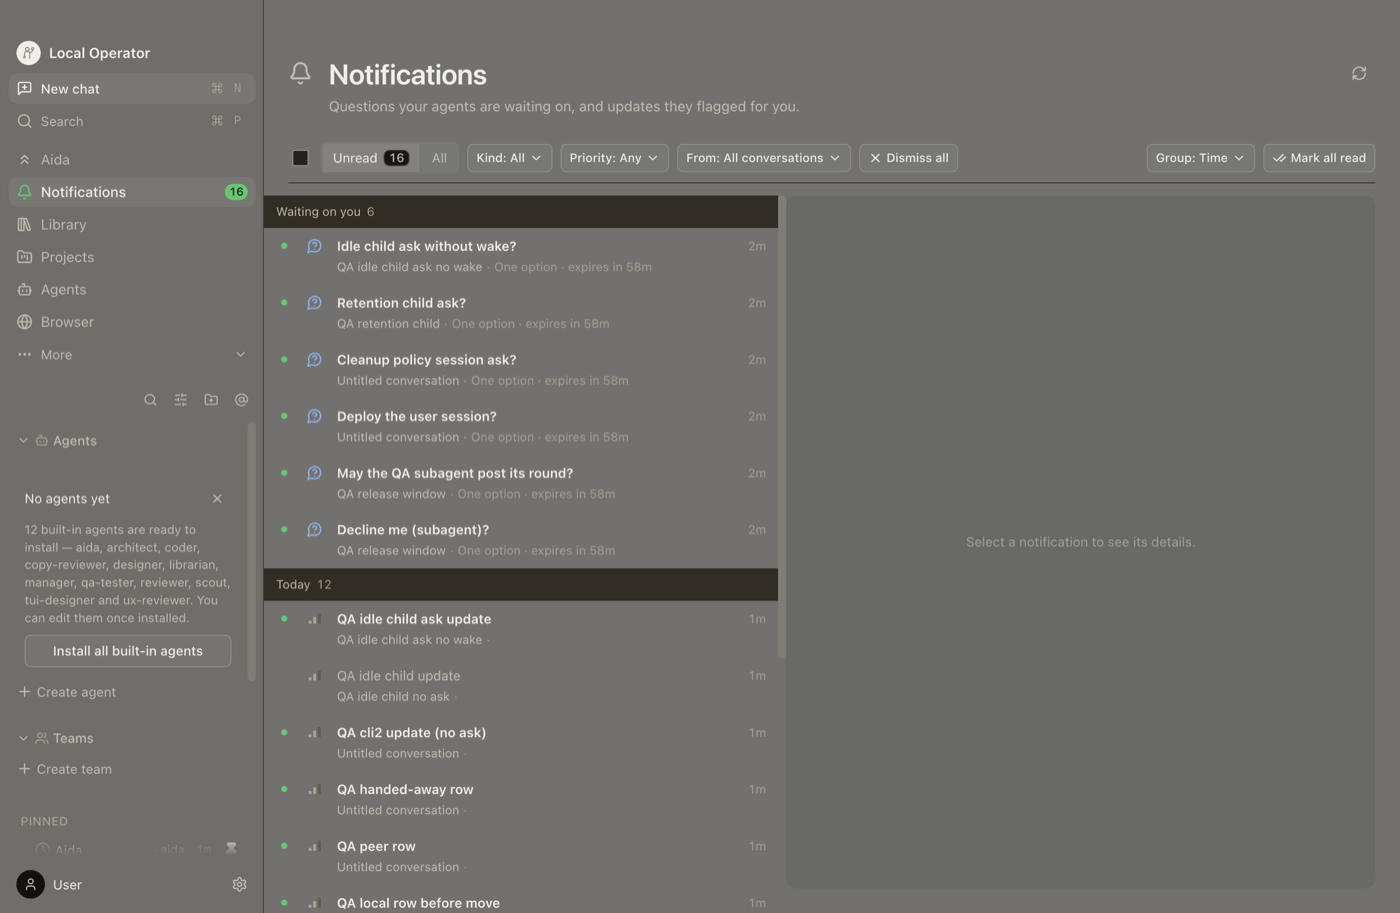 Local Operator
New chat ⌘ N
Search ⌘ P
Aida
Notifications 16
Library
Projects
Agents
Browser
More
Agents
No agents yet
12 built-in agents are ready to
install — aida, architect, coder,
copy-reviewer, designer, librarian,
manager, qa-tester, reviewer, scout,
tui-designer and ux-reviewer. You
can edit them once installed.
Install all built-in agents
Create agent
Teams
Create team
PINNED
Aida aida 1m
User
Notifications
Questions your agents are waiting on, and updates they flagged for you.
Unread 16 All Kind: All Priority: Any From: All conversations Dismiss all Group: Time Mark all read
Waiting on you 6
Idle child ask without wake? 2m
QA idle child ask no wake · One option · expires in 58m
Retention child ask? 2m
QA retention child · One option · expires in 58m
Cleanup policy session ask? 2m
Untitled conversation · One option · expires in 58m
Deploy the user session? 2m
Untitled conversation · One option · expires in 58m
May the QA subagent post its round? 2m
QA release window · One option · expires in 58m
Decline me (subagent)? 2m
QA release window · One option · expires in 58m
Today 12
QA idle child ask update 1m
QA idle child ask no wake ·
QA idle child update 1m
QA idle child no ask ·
QA cli2 update (no ask) 1m
Untitled conversation ·
QA handed-away row 1m
Untitled conversation ·
QA peer row 1m
Untitled conversation ·
QA local row before move 1m
Select a notification to see its details.